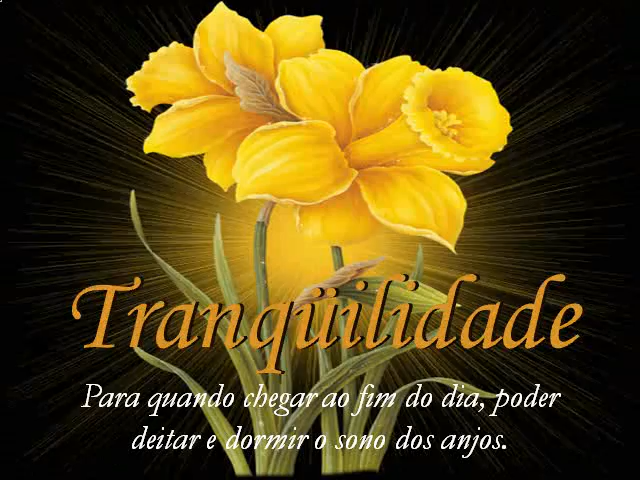 Tranqüilidade
Para quando chegar ao fim do dia, poder
deitar e dormir o sono dos anjos.